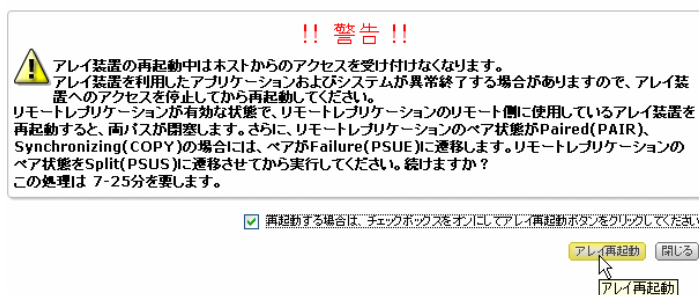 !! 警告 !!
アレイ装置の再起動中はホストからのアクセスを受け付けなくなります。
アレイ装置を利用したアプリケーションおよびシステムが異常終了する場合がありますので、アレイ装
置へのアクセスを停止してから再起動してください。
リモートレプリケーションが有効な状態で、リモートレプリケーションのリモート側に使用しているアレイ装置を
再起動すると、両パスが閉塞します。さらに、リモートレプリケーションのペア状態がPaired(PAIR)、
Synchronizing(COPY)の場合には、ペアがFailure(PSUE)に遷移します。リモートレプリケーションの
ペア状態をSplit(PSUS)に遷移させてから実行してください。続けますか？
この処理は 7-25分を要します。
再起動する場合は、チェックボックスをオンにしてアレイ再起動ボタンをクリックしてください
アレイ再起動 閉じる
アレイ再起動